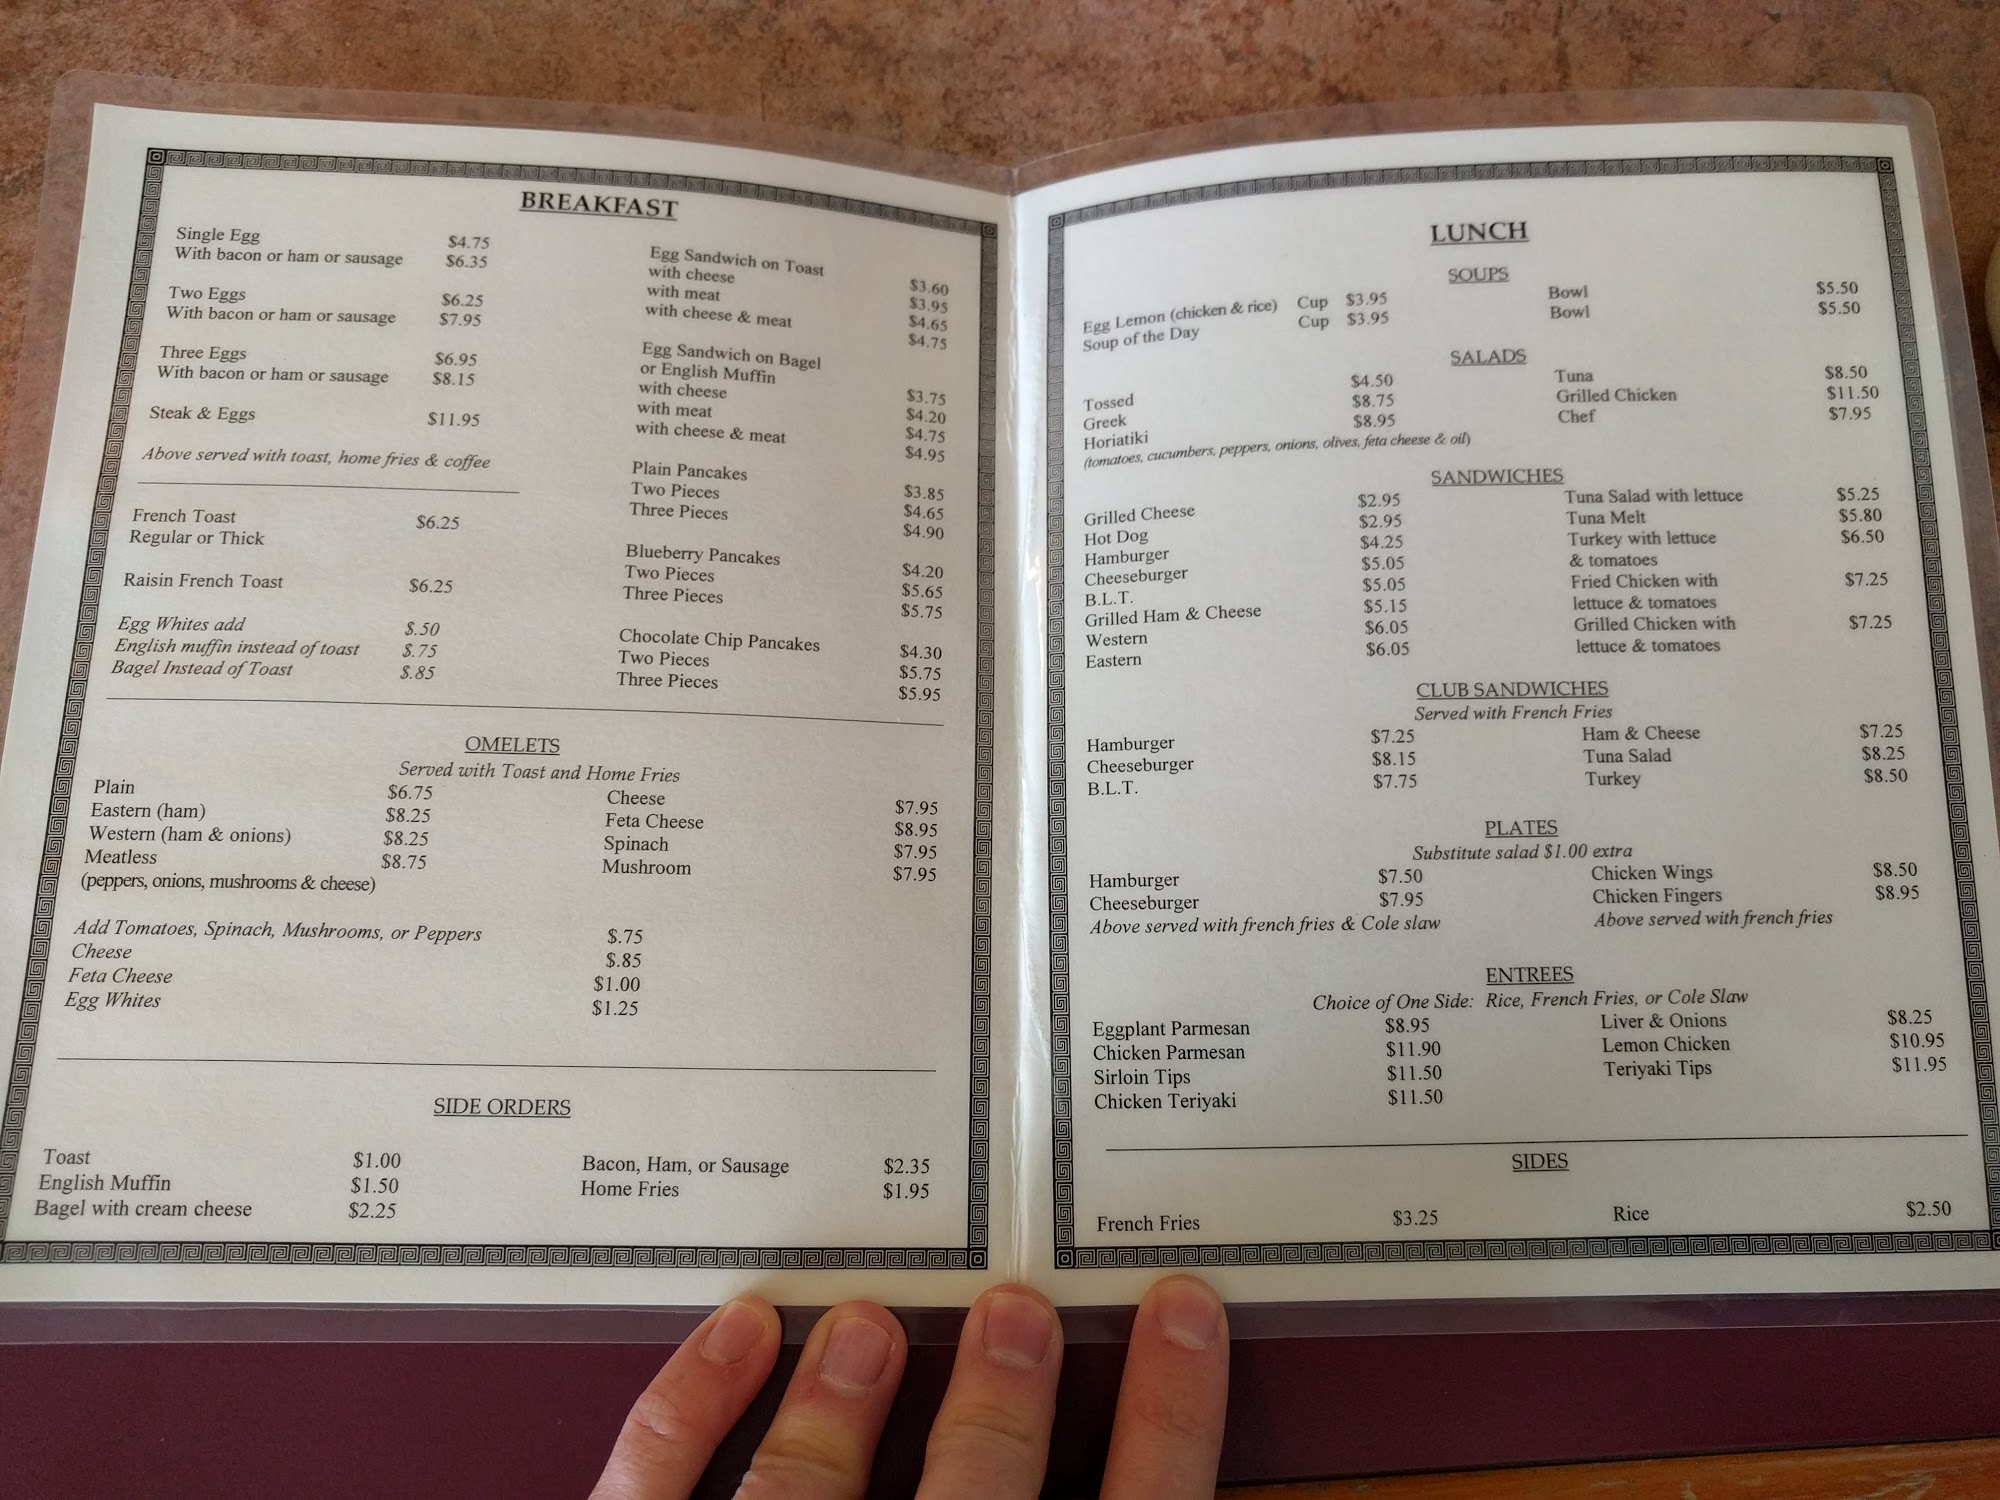 BREAKFAST
Single Egg $4.75
With bacon or ham or sausage $6.35
Two Eggs $6.25
With bacon or ham or sausage $7.95
Three Eggs $6.95
With bacon or ham or sausage $8.15
Steak & Eggs $11.95
Above served with toast, home fries & coffee
French Toast $6.25
Regular or Thick
Raisin French Toast $6.25
Egg Whites add $.50
English muffin instead of toast $.75
Bagel Instead of Toast $.85
Egg Sandwich on Toast $3.60
with cheese $3.95
with meat $4.65
with cheese & meat $4.75
Egg Sandwich on Bagel
or English Muffin $3.75
with cheese $4.20
with meat $4.75
with cheese & meat $4.95
Plain Pancakes $3.85
Two Pieces $4.65
Three Pieces $4.90
Blueberry Pancakes $4.20
Two Pieces $5.65
Three Pieces $5.75
Chocolate Chip Pancakes $4.30
Two Pieces $5.75
Three Pieces $5.95
OMELETS
Served with Toast and Home Fries
Plain $6.75 Cheese $7.95
Eastern (ham) $8.25 Feta Cheese $8.95
Western (ham & onions) $8.25 Spinach $7.95
Meatless $8.75 Mushroom $7.95
(peppers, onions, mushrooms & cheese)
Add Tomatoes, Spinach, Mushrooms, or Peppers $.75
Cheese $.85
Feta Cheese $1.00
Egg Whites $1.25
SIDE ORDERS
Toast $1.00 Bacon, Ham, or Sausage $2.35
English Muffin $1.50 Home Fries $1.95
Bagel with cream cheese $2.25
LUNCH
SOUPS
Egg Lemon (chicken & rice) Cup $3.95 Bowl $5.50
Soup of the Day Cup $3.95 Bowl $5.50
SALADS
Tossed $4.50 Tuna $8.50
Greek $8.75 Grilled Chicken $11.50
Horiatiki $8.95 Chef $7.95
(tomatoes, cucumbers, peppers, onions, olives, feta cheese & oil)
SANDWICHES
Grilled Cheese $2.95 Tuna Salad with lettuce $5.25
Hot Dog $2.95 Tuna Melt $5.80
Hamburger $4.25 Turkey with lettuce $6.50
Cheeseburger $5.05 & tomatoes
B.L.T. $5.05 Fried Chicken with $7.25
Grilled Ham & Cheese $5.15 lettuce & tomatoes
Western $6.05 Grilled Chicken with $7.25
Eastern $6.05 lettuce & tomatoes
CLUB SANDWICHES
Served with French Fries
Hamburger $7.25 Ham & Cheese $7.25
Cheeseburger $8.15 Tuna Salad $8.25
B.L.T. $7.75 Turkey $8.50
PLATES
Substitute salad $1.00 extra
Hamburger $7.50 Chicken Wings $8.50
Cheeseburger $7.95 Chicken Fingers $8.95
Above served with french fries & Cole slaw Above served with french fries
ENTREES
Choice of One Side: Rice, French Fries, or Cole Slaw
Eggplant Parmesan $8.95 Liver & Onions $8.25
Chicken Parmesan $11.90 Lemon Chicken $10.95
Sirloin Tips $11.50 Teriyaki Tips $11.95
Chicken Teriyaki $11.50
SIDES
French Fries $3.25 Rice $2.50